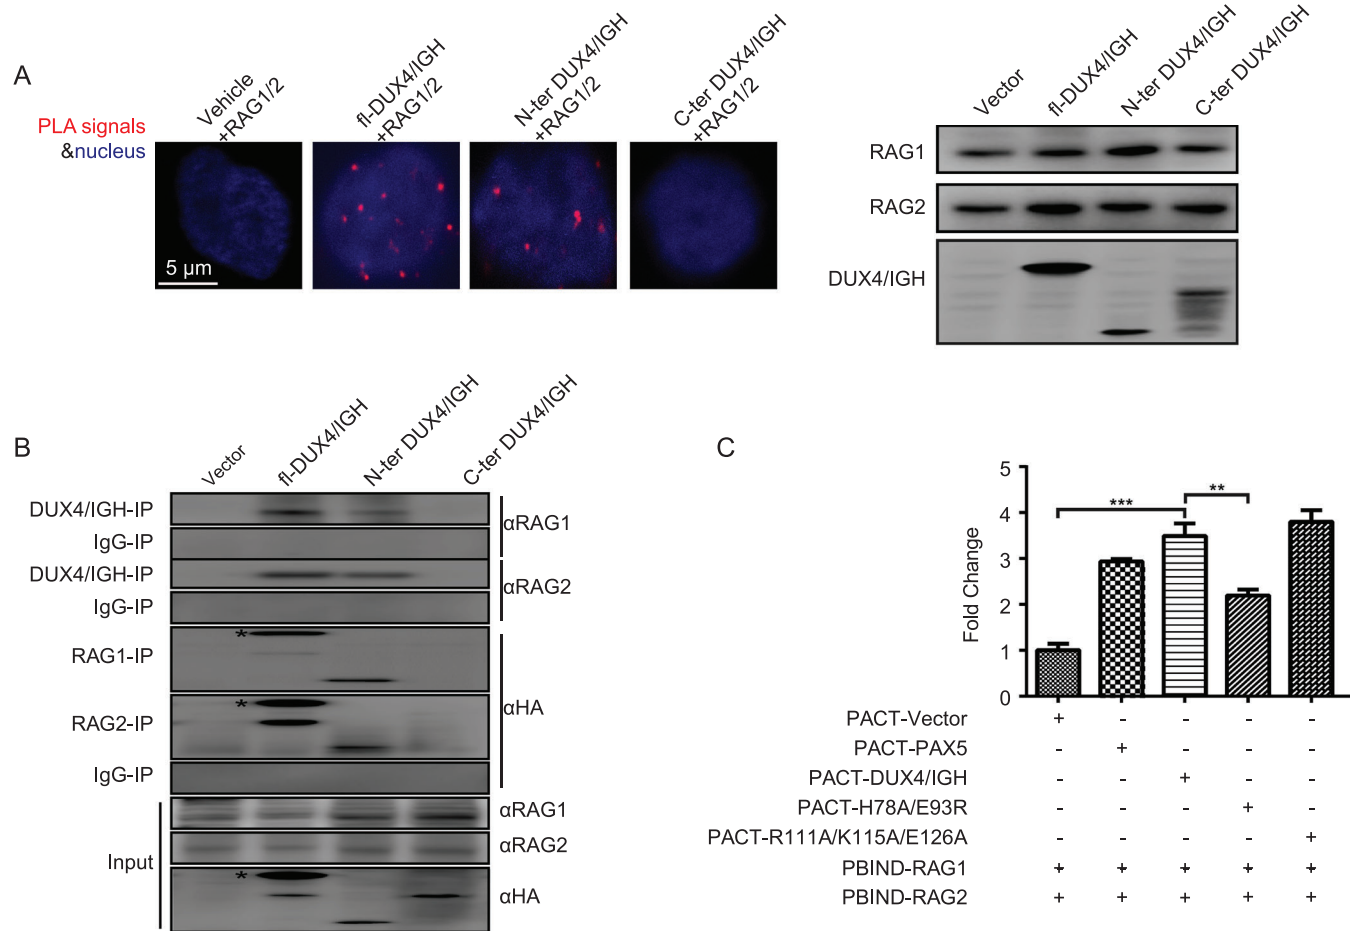 A
PLA signals
&nucleus
Vehicle
+RAG1/2
fl-DUX4/IGH
+RAG1/2
N-ter DUX4/IGH
+RAG1/2
C-ter DUX4/IGH
+RAG1/2
5 μm
Vector
fl-DUX4/IGH
N-ter DUX4/IGH
C-ter DUX4/IGH
RAG1
RAG2
DUX4/IGH
B
Vector
fl-DUX4/IGH
N-ter DUX4/IGH
C-ter DUX4/IGH
DUX4/IGH-IP
IgG-IP
αRAG1
DUX4/IGH-IP
IgG-IP
αRAG2
RAG1-IP
*
RAG2-IP
*
IgG-IP
αHA
Input
αRAG1
αRAG2
*
αHA
C
Fold Change
5
4
3
2
1
0
***
**
PACT-Vector + - - - -
PACT-PAX5 - + - - -
PACT-DUX4/IGH - - + - -
PACT-H78A/E93R - - - + -
PACT-R111A/K115A/E126A - - - - +
PBIND-RAG1 + + + + +
PBIND-RAG2 + + + + +